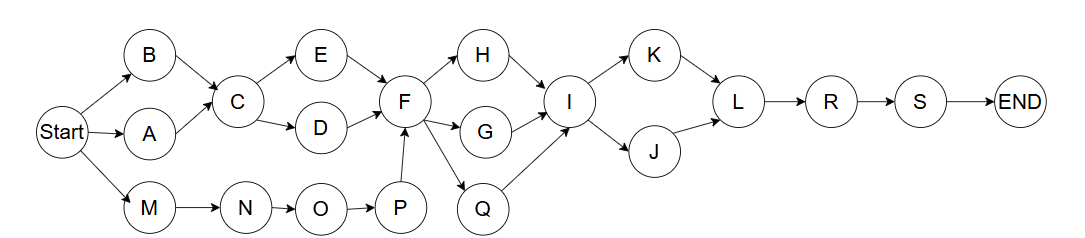 B E H K
Start A C D F G I J L R S END
M N O P Q